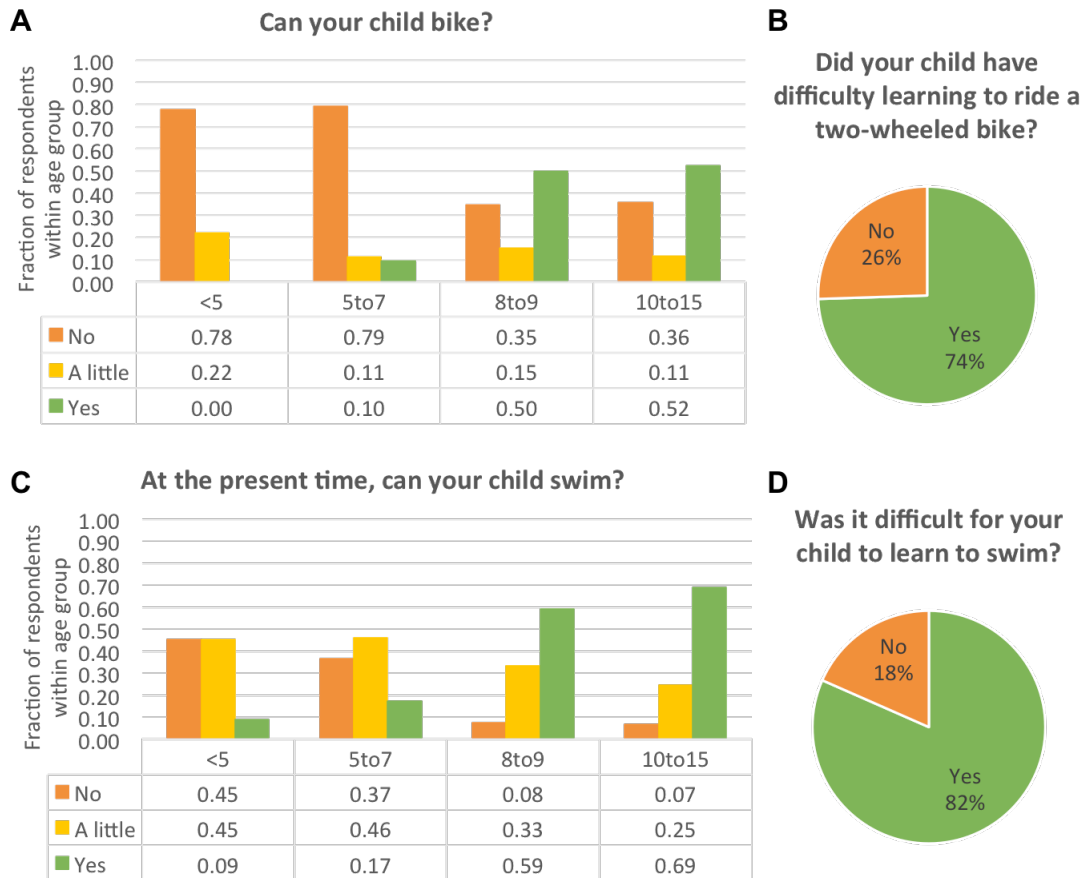 A
Can your child bike?
Fraction of respondents
within age group
1.00
0.90
0.80
0.70
0.60
0.50
0.40
0.30
0.20
0.10
0.00
<5 5to7 8to9 10to15
No 0.78 0.79 0.35 0.36
A little 0.22 0.11 0.15 0.11
Yes 0.00 0.10 0.50 0.52
B
Did your child have
difficulty learning to ride a
two-wheeled bike?
No
26%
Yes
74%
C
At the present time, can your child swim?
Fraction of respondents
within age group
1.00
0.90
0.80
0.70
0.60
0.50
0.40
0.30
0.20
0.10
0.00
<5 5to7 8to9 10to15
No 0.45 0.37 0.08 0.07
A little 0.45 0.46 0.33 0.25
Yes 0.09 0.17 0.59 0.69
D
Was it difficult for your
child to learn to swim?
No
18%
Yes
82%